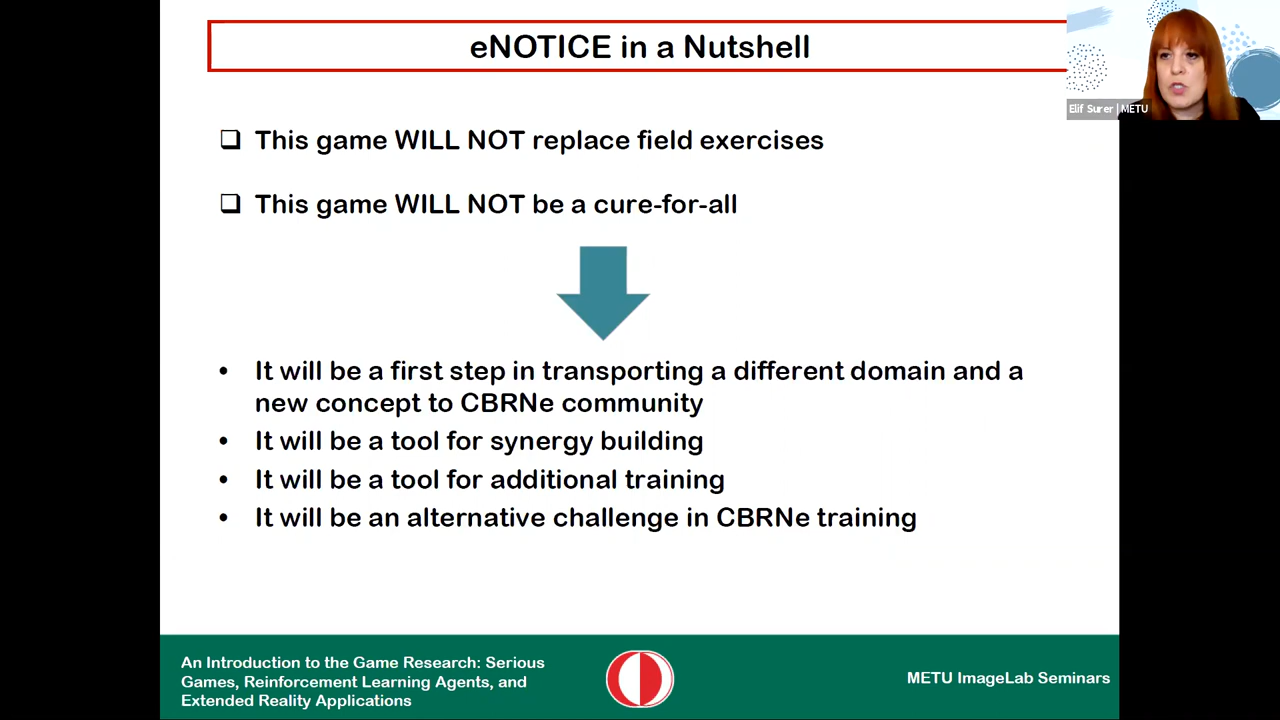 eNOTICE in a Nutshell
Elif Surer | METU
This game WILL NOT replace field exercises
This game WILL NOT be a cure-for-all
It will be a first step in transporting a different domain and a
new concept to CBRNe community
It will be a tool for synergy building
It will be a tool for additional training
It will be an alternative challenge in CBRNe training
An Introduction to the Game Research: Serious
Games, Reinforcement Learning Agents, and
Extended Reality Applications
METU ImageLab Seminars